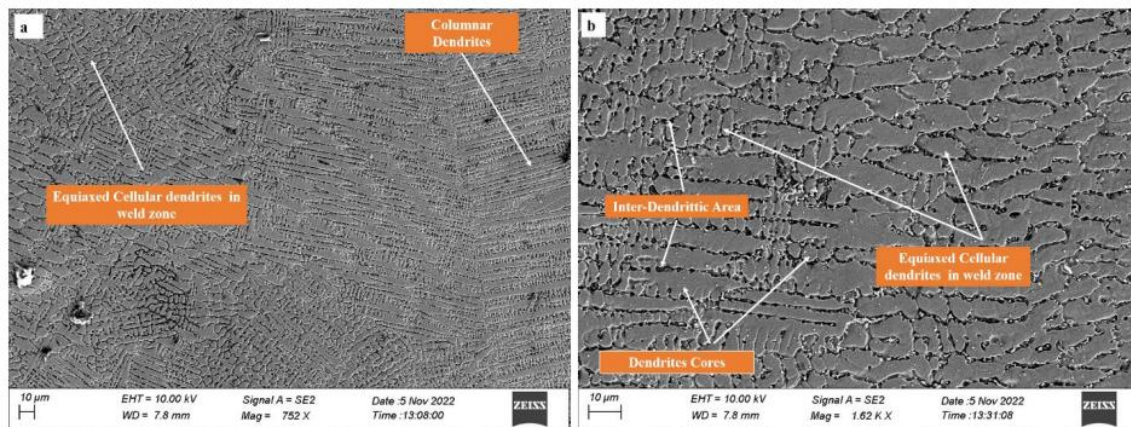 a
Columnar
Dendrites
Equiaxed Cellular dendrites in
weld zone
10 µm
EHT = 10.00 kV
Signal A = SE2
Date :5 Nov 2022
WD = 7.8 mm
Mag = 752 X
Time :13:08:00
ZEISS
b
Inter-Dendrittic Area
Equiaxed Cellular
dendrites in weld zone
Dendrites Cores
10 µm
EHT = 10.00 kV
Signal A = SE2
Date :5 Nov 2022
WD = 7.8 mm
Mag = 1.62 K X
Time :13:31:08
ZEISS